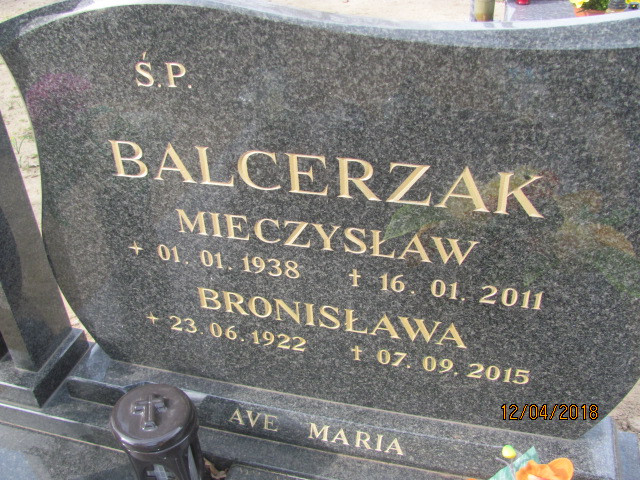 Ś.P.
BALCERZAK
MIECZYSŁAW
+ 01.01.1938 † 16.01.2011
BRONISŁAWA
+ 23.06.1922 † 07.09.2015
AVE MARIA
12/04/2018